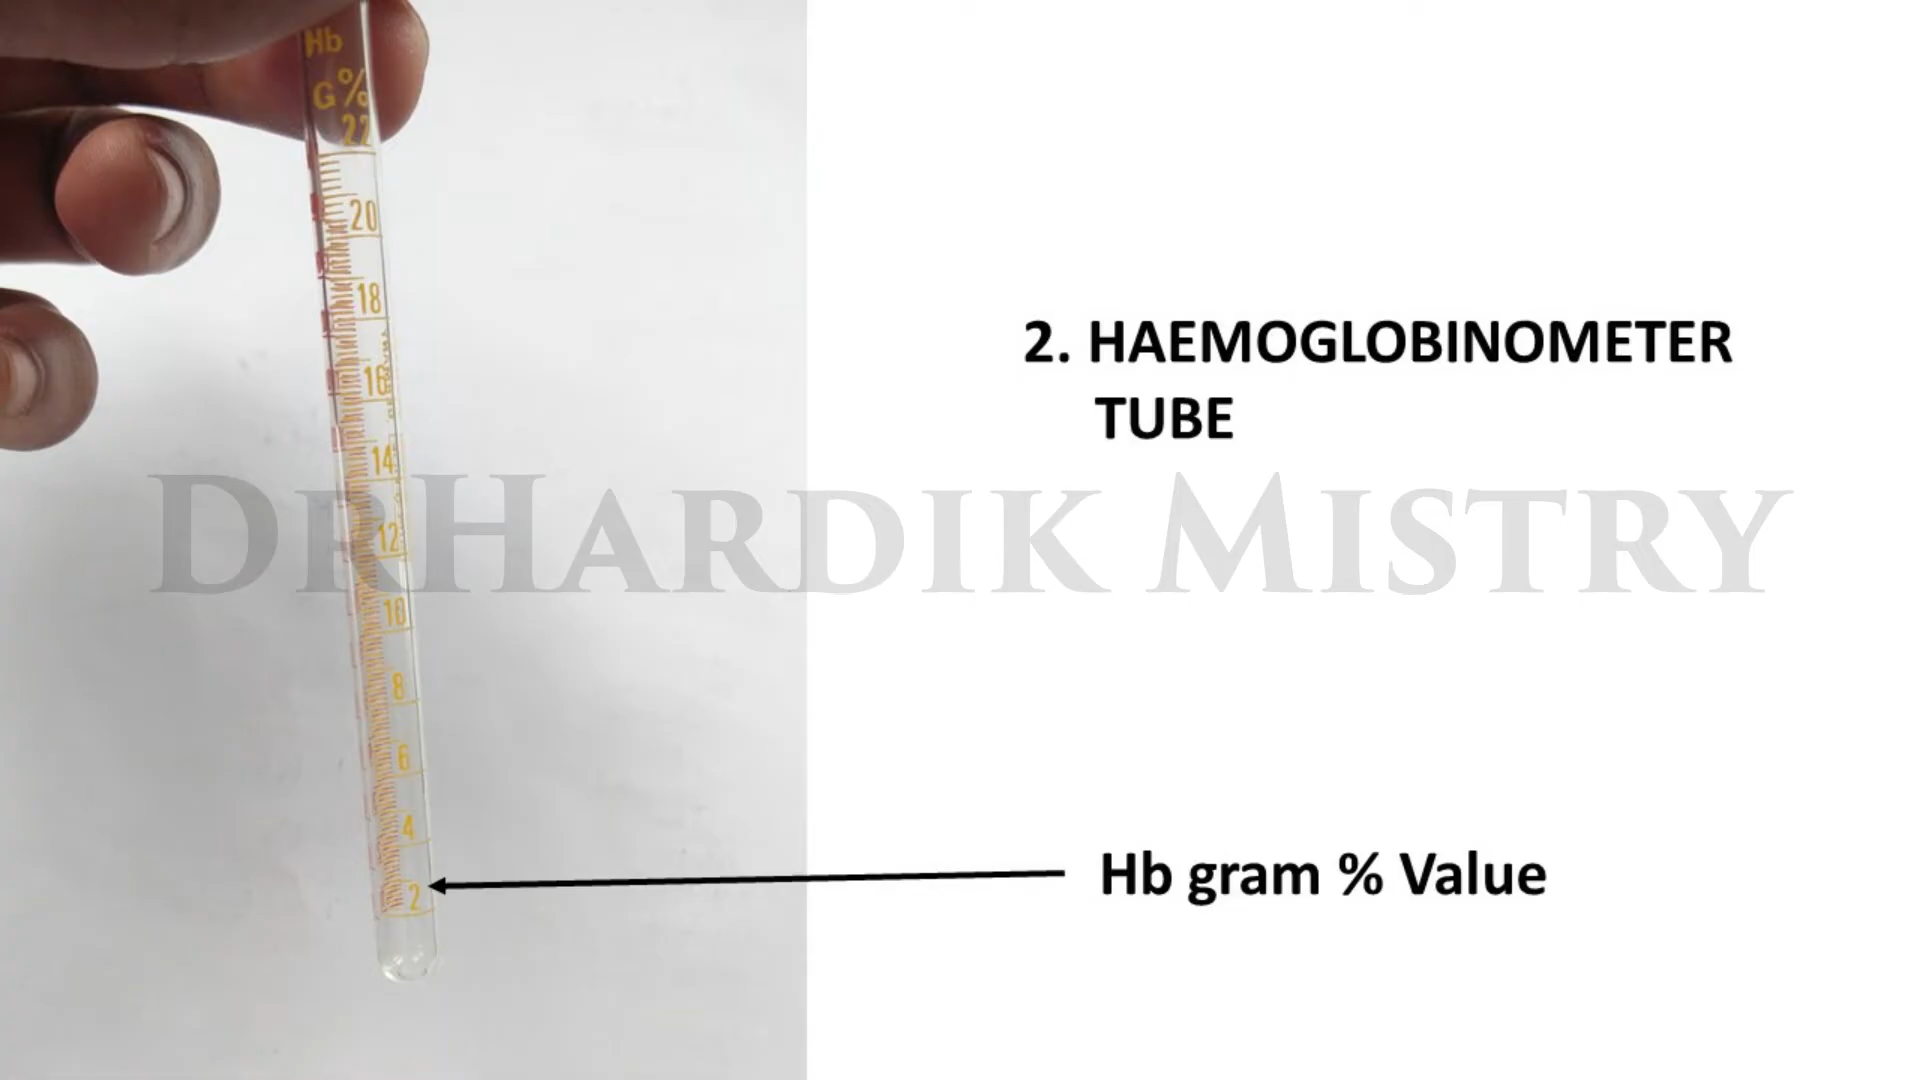 Hb
G%
22
20
18
16
14
12
10
8
6
4
2
2. HAEMOGLOBINOMETER
TUBE
DRHARDIK MISTRY
Hb gram % Value